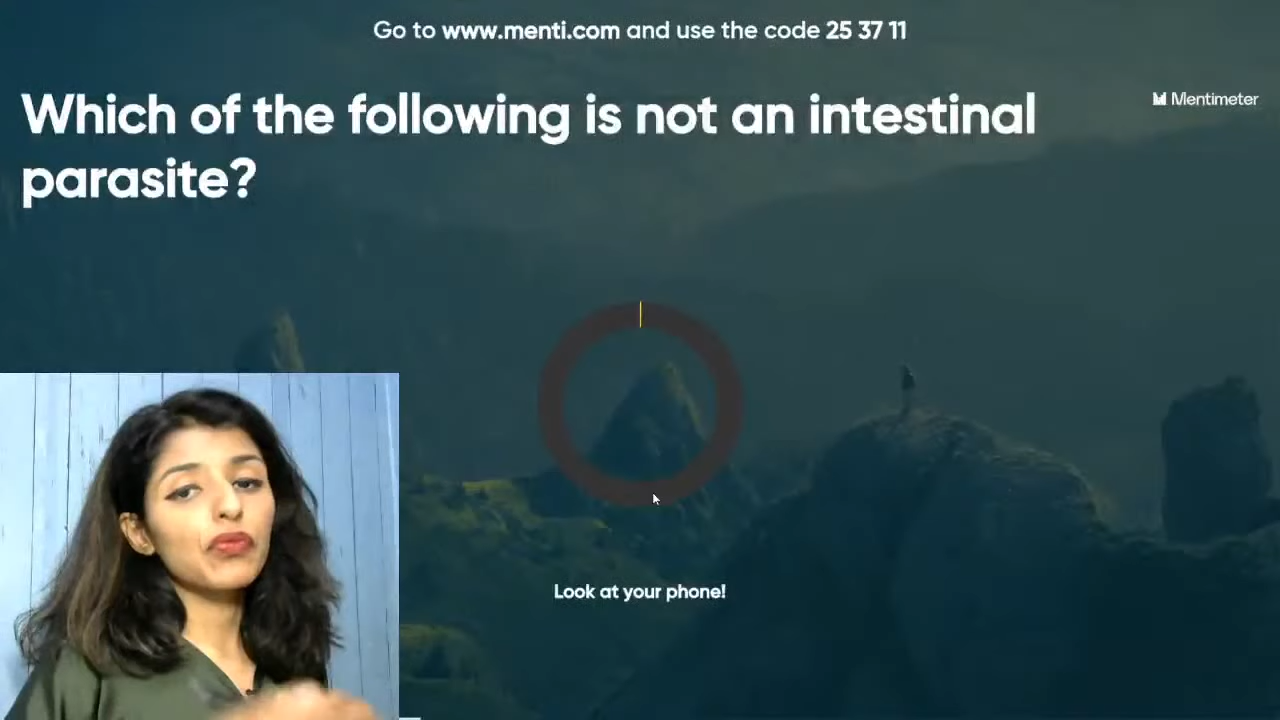 Go to www.menti.com and use the code 25 37 11
Which of the following is not an intestinal
parasite?
Mentimeter
Look at your phone!